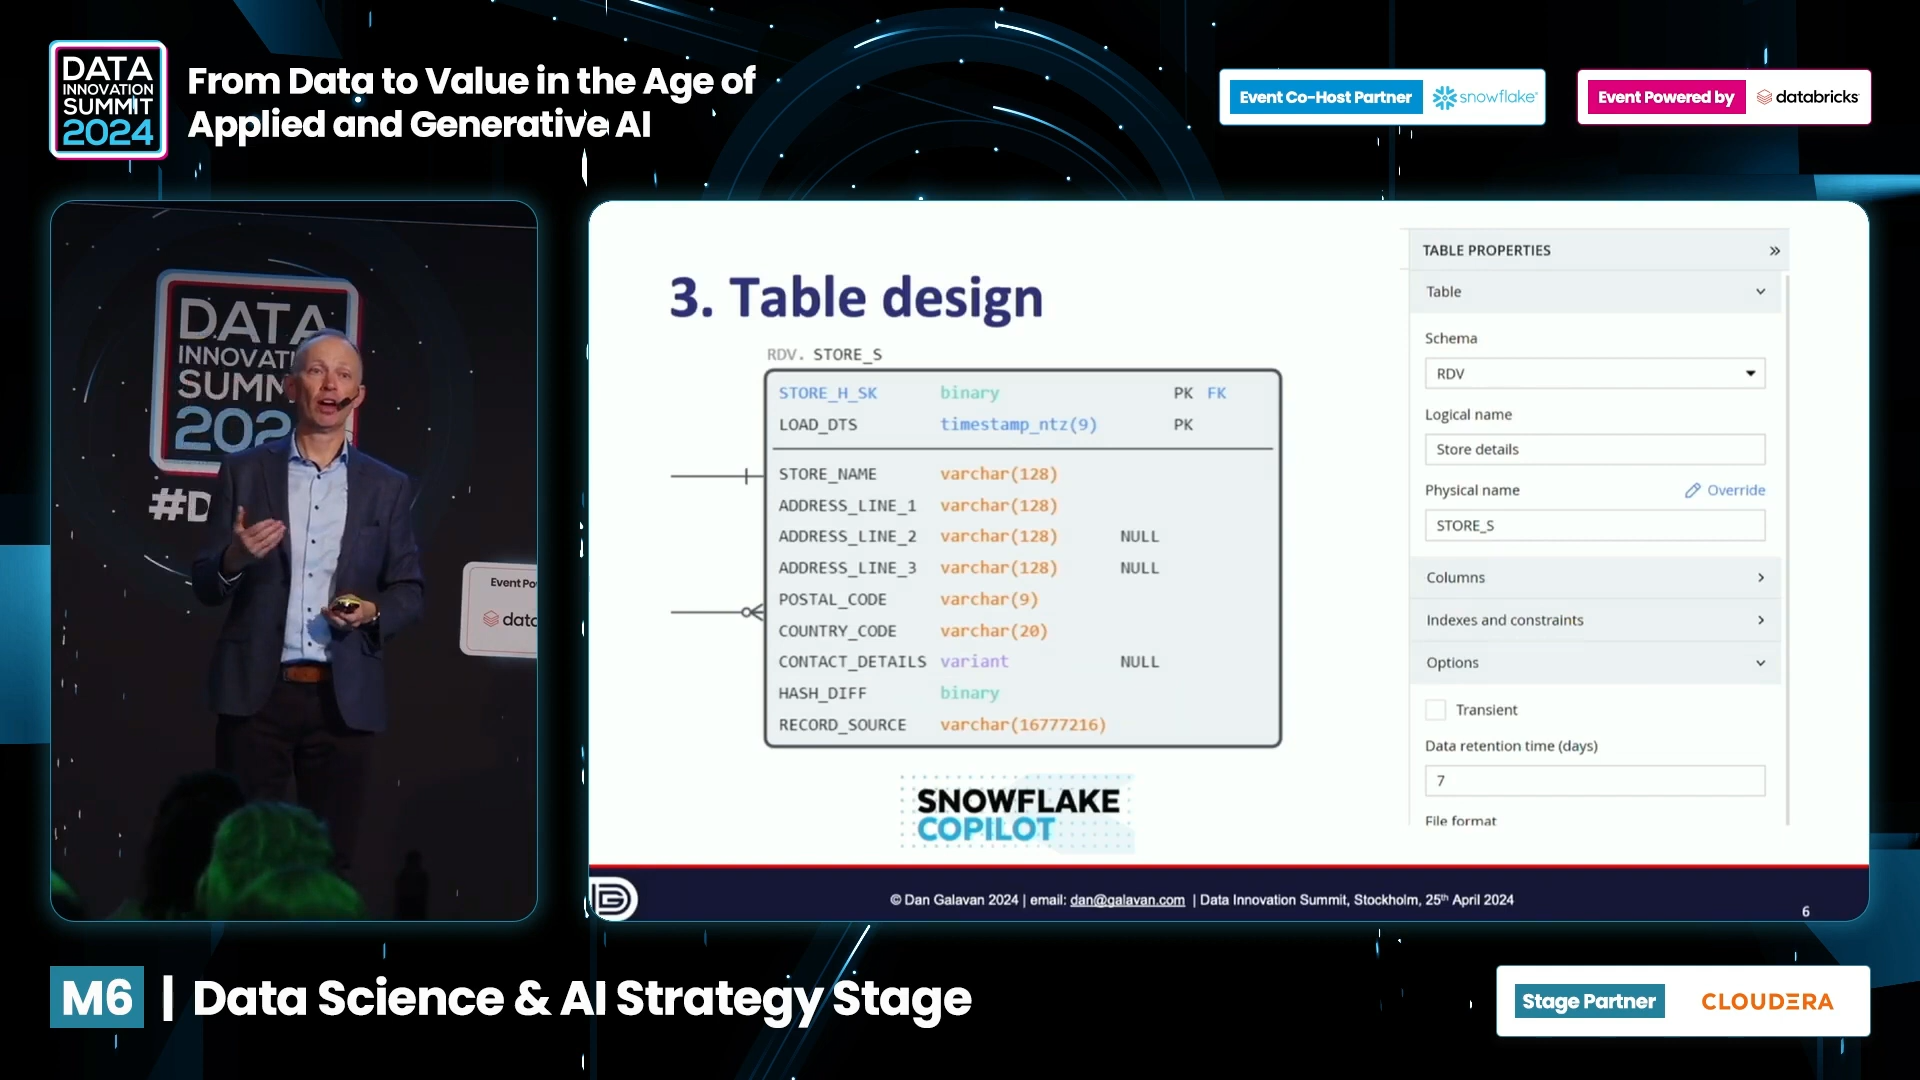 DATA
INNOVATION
SUMMIT
2024
From Data to Value in the Age of
Applied and Generative AI
Event Co-Host Partner snowflake
Event Powered by databricks
DATA
INNOVATI
SUMM
202
#D
Event Po
data
3. Table design
RDV. STORE_S
STORE_H_SK binary PK FK
LOAD_DTS timestamp_ntz(9) PK
STORE_NAME varchar(128)
ADDRESS_LINE_1 varchar(128)
ADDRESS_LINE_2 varchar(128) NULL
ADDRESS_LINE_3 varchar(128) NULL
POSTAL_CODE varchar(9)
COUNTRY_CODE varchar(20)
CONTACT_DETAILS variant NULL
HASH_DIFF binary
RECORD_SOURCE varchar(16777216)
SNOWFLAKE
COPILOT
TABLE PROPERTIES »
Table
Schema
RDV
Logical name
Store details
Physical name Override
STORE_S
Columns
Indexes and constraints
Options
Transient
Data retention time (days)
7
File format
© Dan Galavan 2024 | email: dan@galavan.com | Data Innovation Summit, Stockholm, 25th April 2024
6
M6 | Data Science & AI Strategy Stage
Stage Partner CLOUDERA